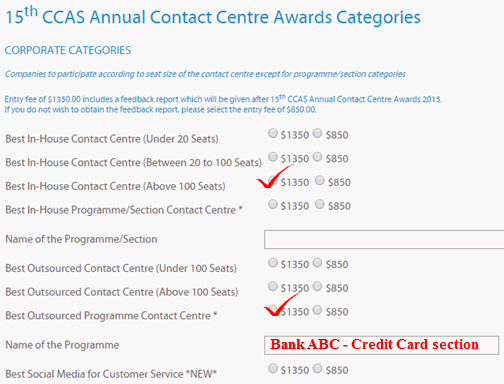 15th CCAS Annual Contact Centre Awards Categories
CORPORATE CATEGORIES
Companies to participate according to seat size of the contact centre except for programme/section categories
Entry fee of $1350.00 includes a feedback report which will be given after 15th CCAS Annual Contact Centre Awards 2015.
If you do not wish to obtain the feedback report, please select the entry fee of $850.00.
Best In-House Contact Centre (Under 20 Seats) $1350 $850
Best In-House Contact Centre (Between 20 to 100 Seats) $1350 $850
Best In-House Contact Centre (Above 100 Seats) $1350 $850
Best In-House Programme/Section Contact Centre * $1350 $850
Name of the Programme/Section
Best Outsourced Contact Centre (Under 100 Seats) $1350 $850
Best Outsourced Contact Centre (Above 100 Seats) $1350 $850
Best Outsourced Programme Contact Centre * $1350 $850
Name of the Programme Bank ABC - Credit Card section
Best Social Media for Customer Service *NEW* $1350 $850